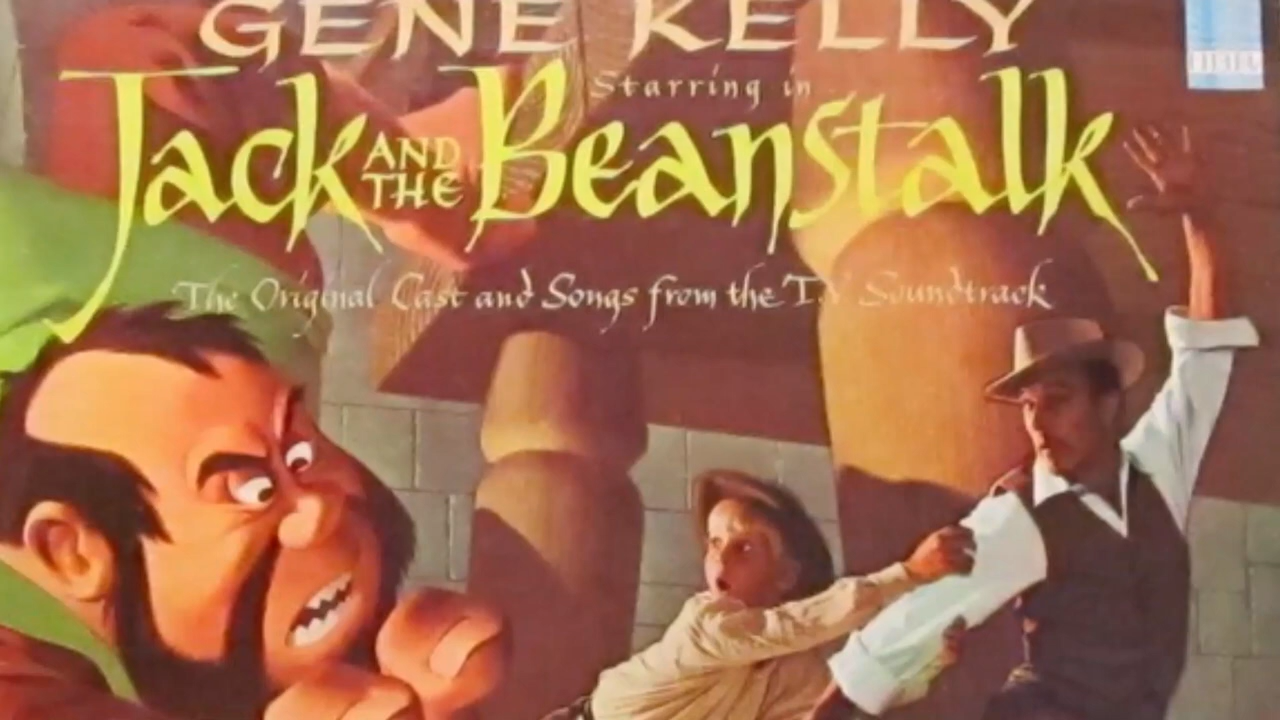 GENE KELLY
Starring in
Jack AND THE Beanstalk
The Original Cast and Songs from the T.V. Soundtrack